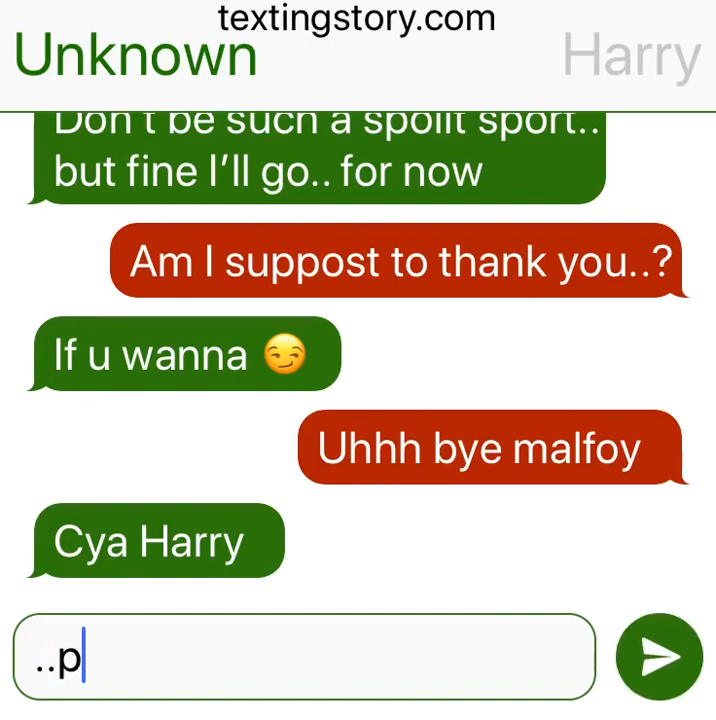 textingstory.com
Unknown
Harry
Don't be such a spoilt sport..
but fine I'll go.. for now
Am I suppost to thank you..?
If u wanna 😏
Uhhh bye malfoy
Cya Harry
..p